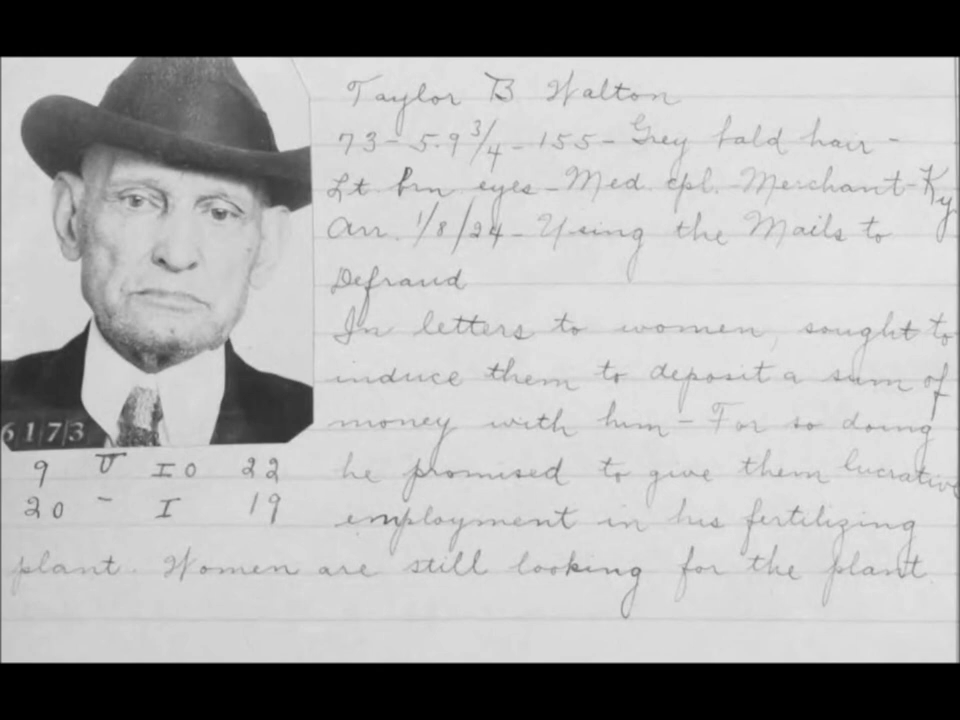 Taylor B Walton
73 - 5.9 3/4 - 155 - Grey bald hair -
Lt brn eyes - Med. cpl. - Merchant - Ky
Arr. 1/8/24 - Using the Mails to
Defraud
In letters to women, sought to
induce them to deposit a sum of
money with him - For so doing
he promised to give them lucrative
employment in his fertilizing
plant. Women are still looking for the plant.
61173
9 U IO 22
20 - I 19